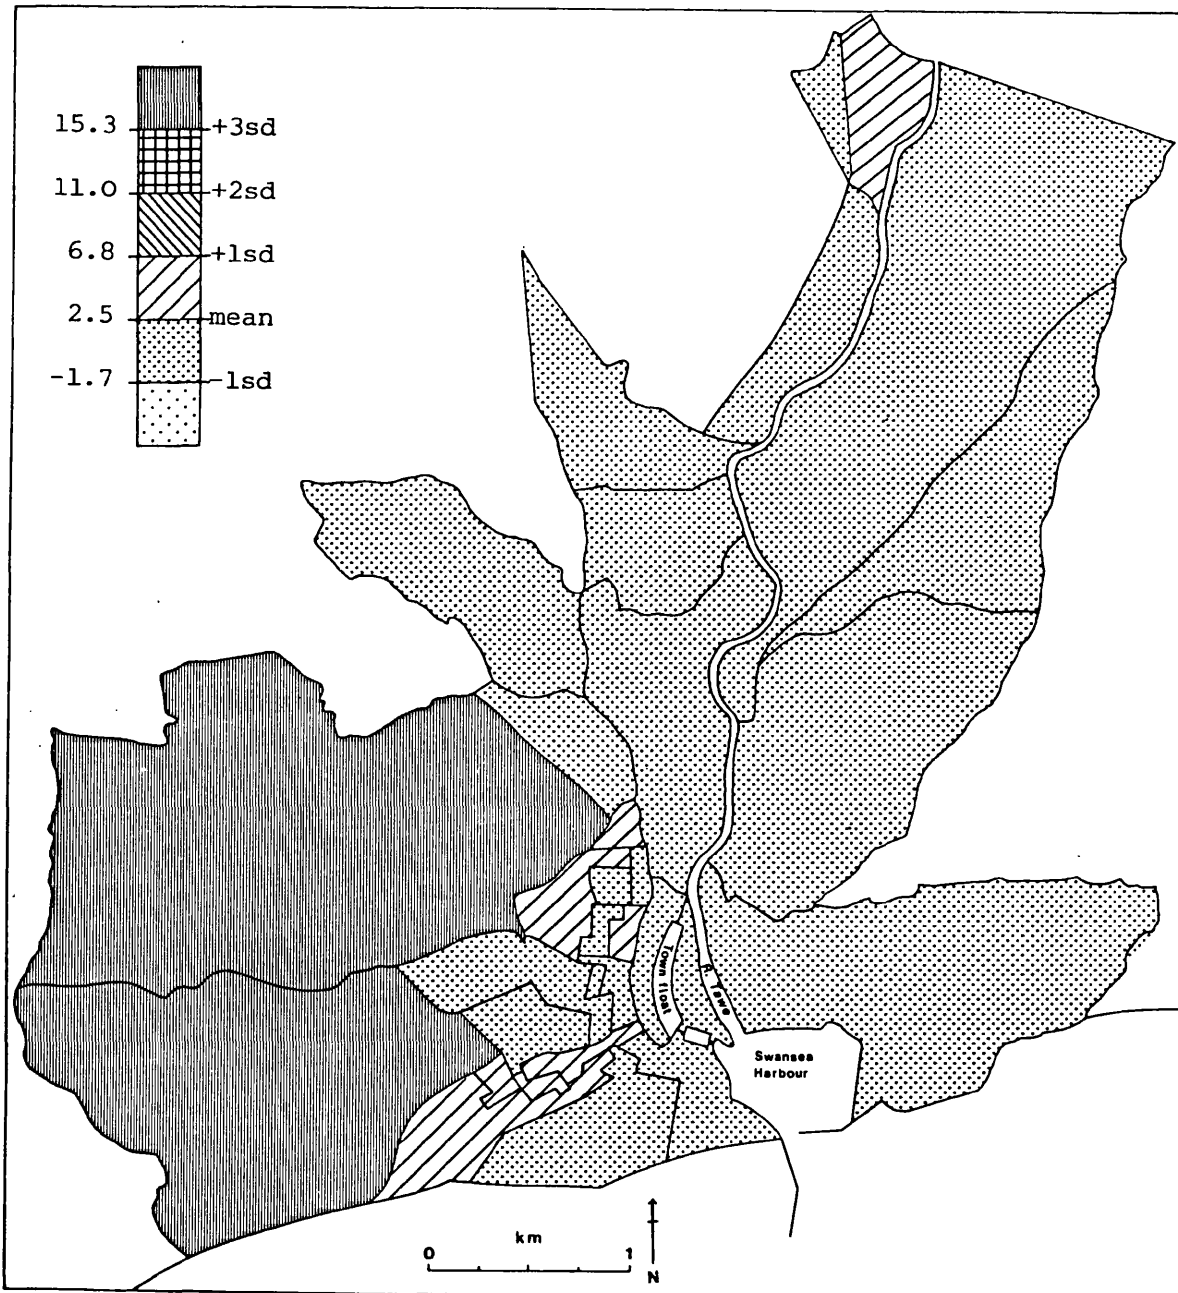 15.3 +3sd
11.0 +2sd
6.8 +1sd
2.5 mean
-1.7 -1sd
Town float
R. Tawe
Swansea
Harbour
km
0 1
N